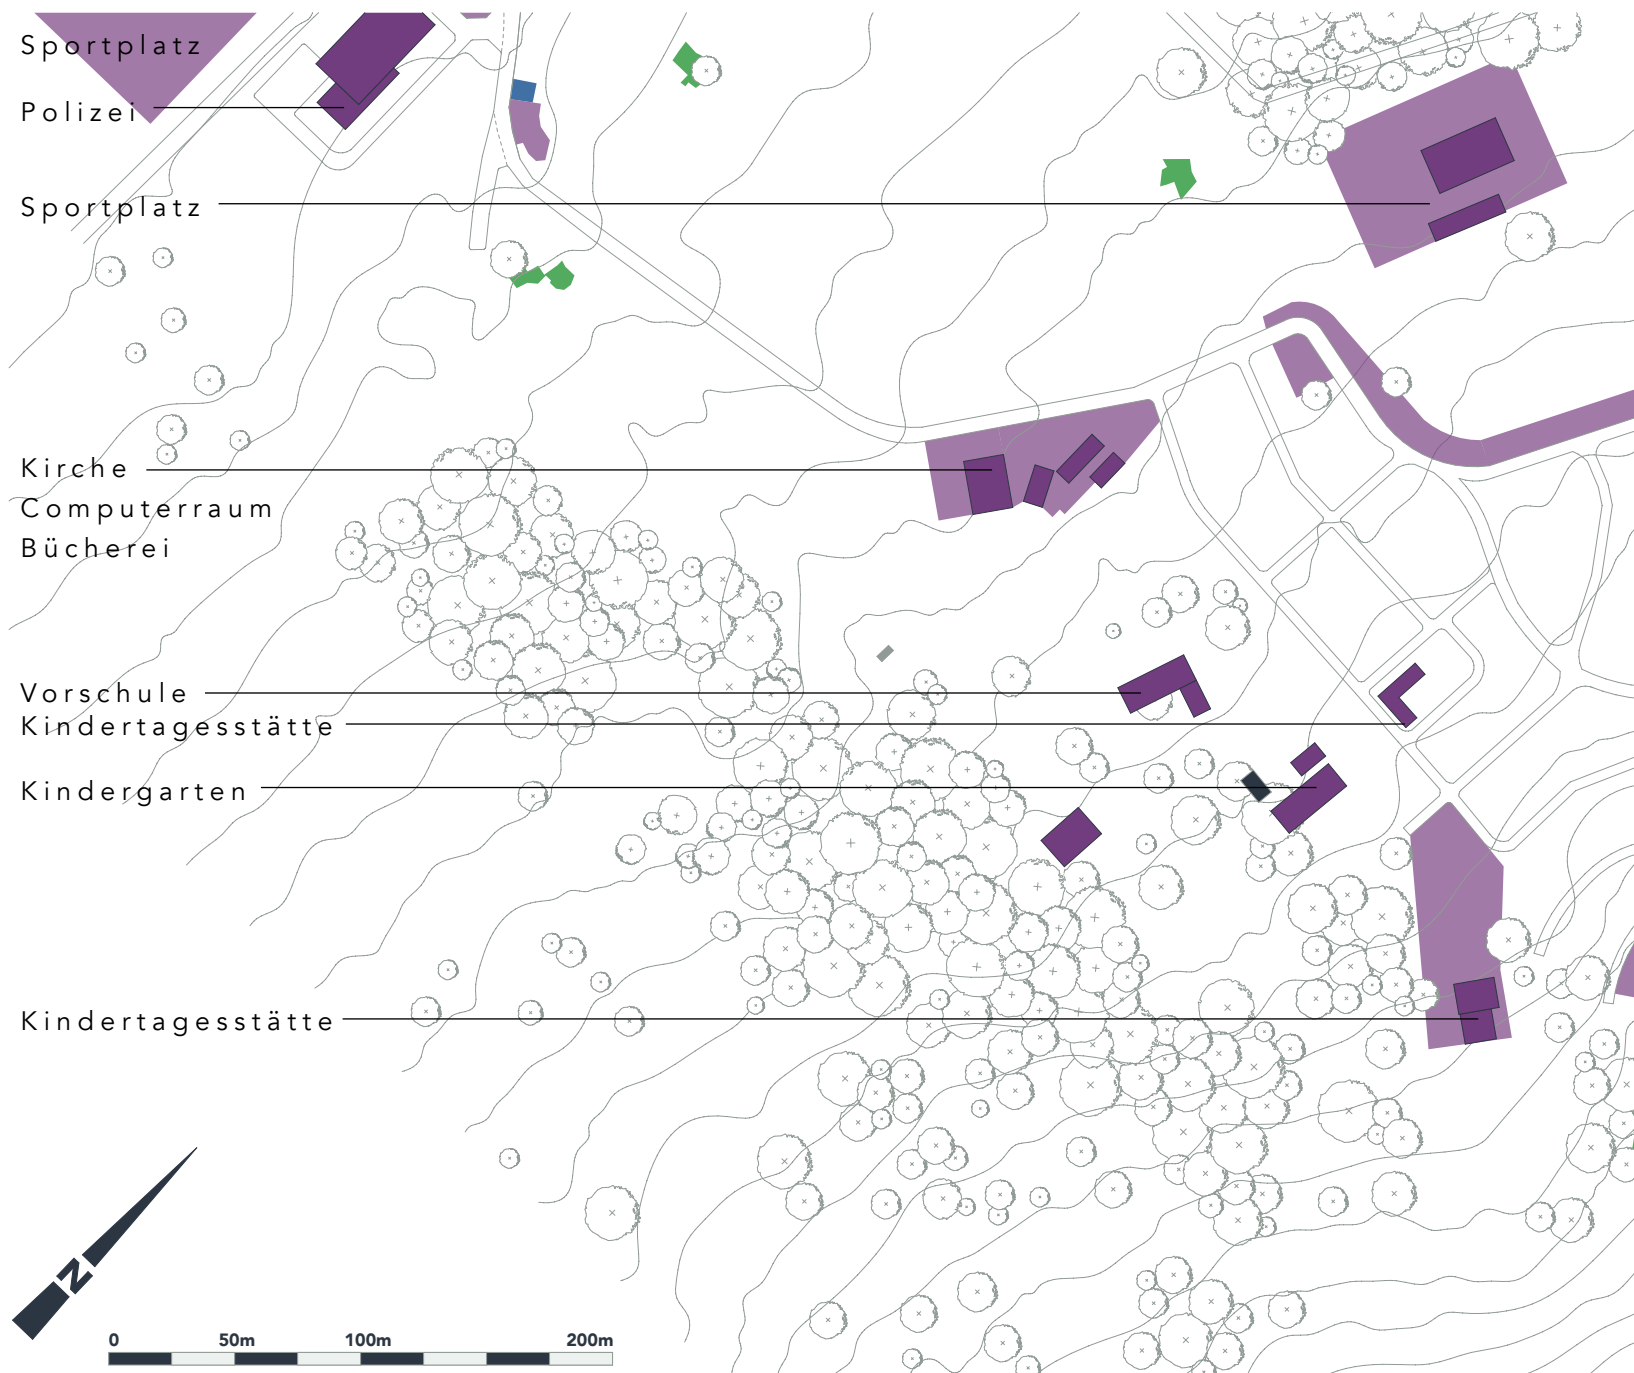 Sportplatz
Polizei
Sportplatz
Kirche
Computerraum
Bücherei
Vorschule
Kindertagesstätte
Kindergarten
Kindertagesstätte
N
0 50m 100m 200m